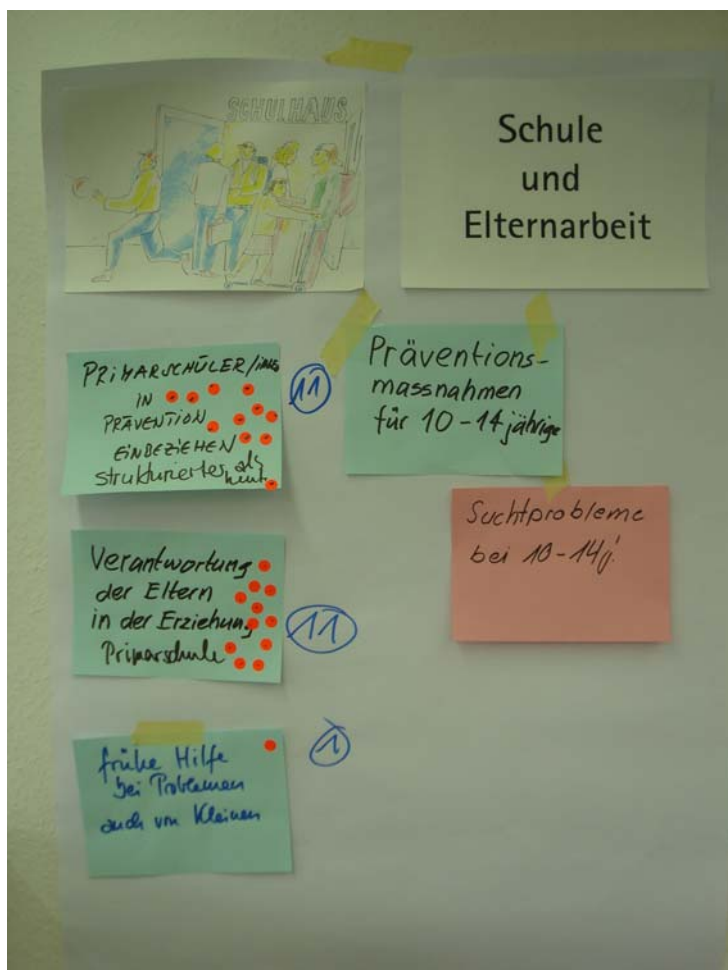 SCHULHAUS
Schule
und
Elternarbeit
PRIMARSCHÜLER/INNEN
IN
PRÄVENTION
EINBEZIEHEN
strukturierter als
heute
11
Präventions-
massnahmen
für 10-14 jährige
Suchtprobleme
bei 10-14j.
Verantwortung
der Eltern
in der Erziehung
Primarschule
11
frühe Hilfe
bei Problemen
auch von Kleinen
1